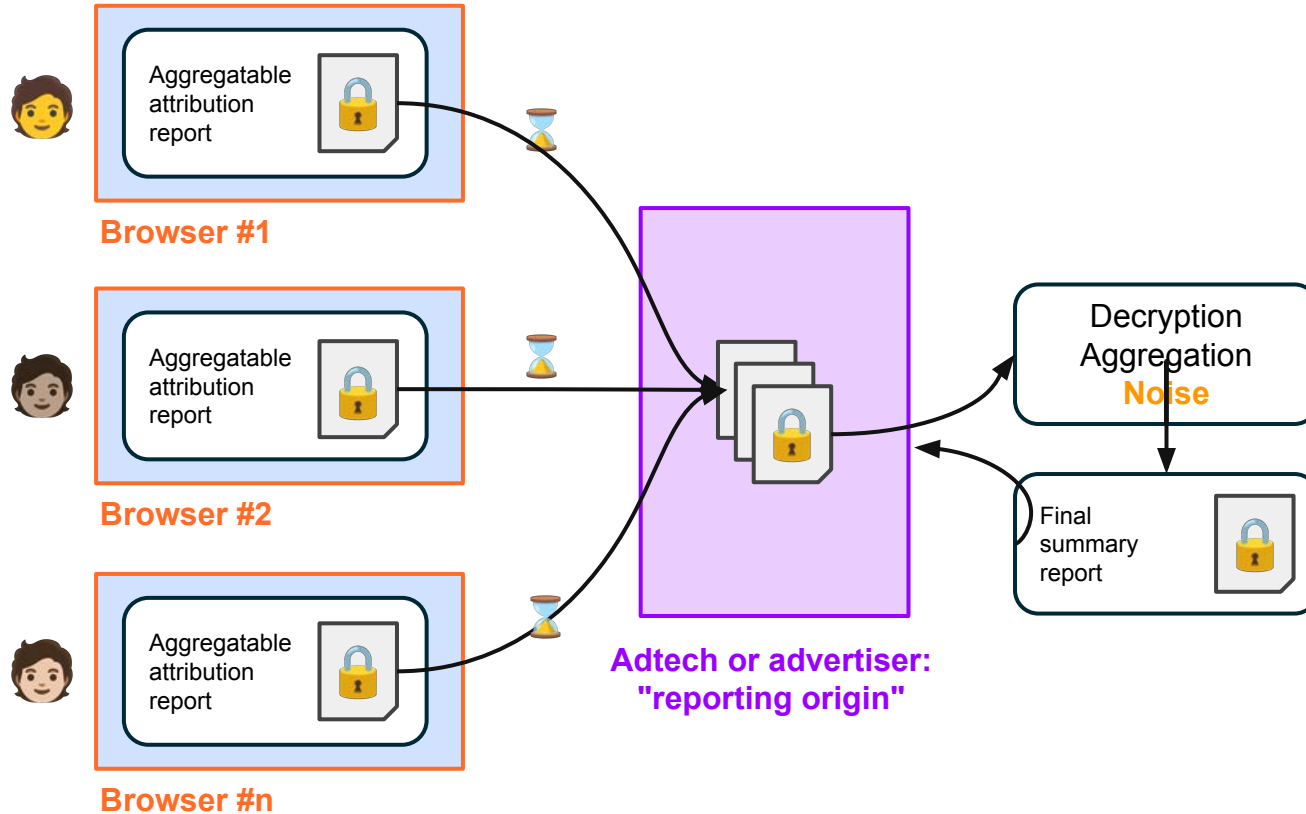 Aggregatable
attribution
report
Browser #1
Aggregatable
attribution
report
Browser #2
Aggregatable
attribution
report
Browser #n
Adtech or advertiser:
"reporting origin"
Decryption
Aggregation
Noise
Final
summary
report